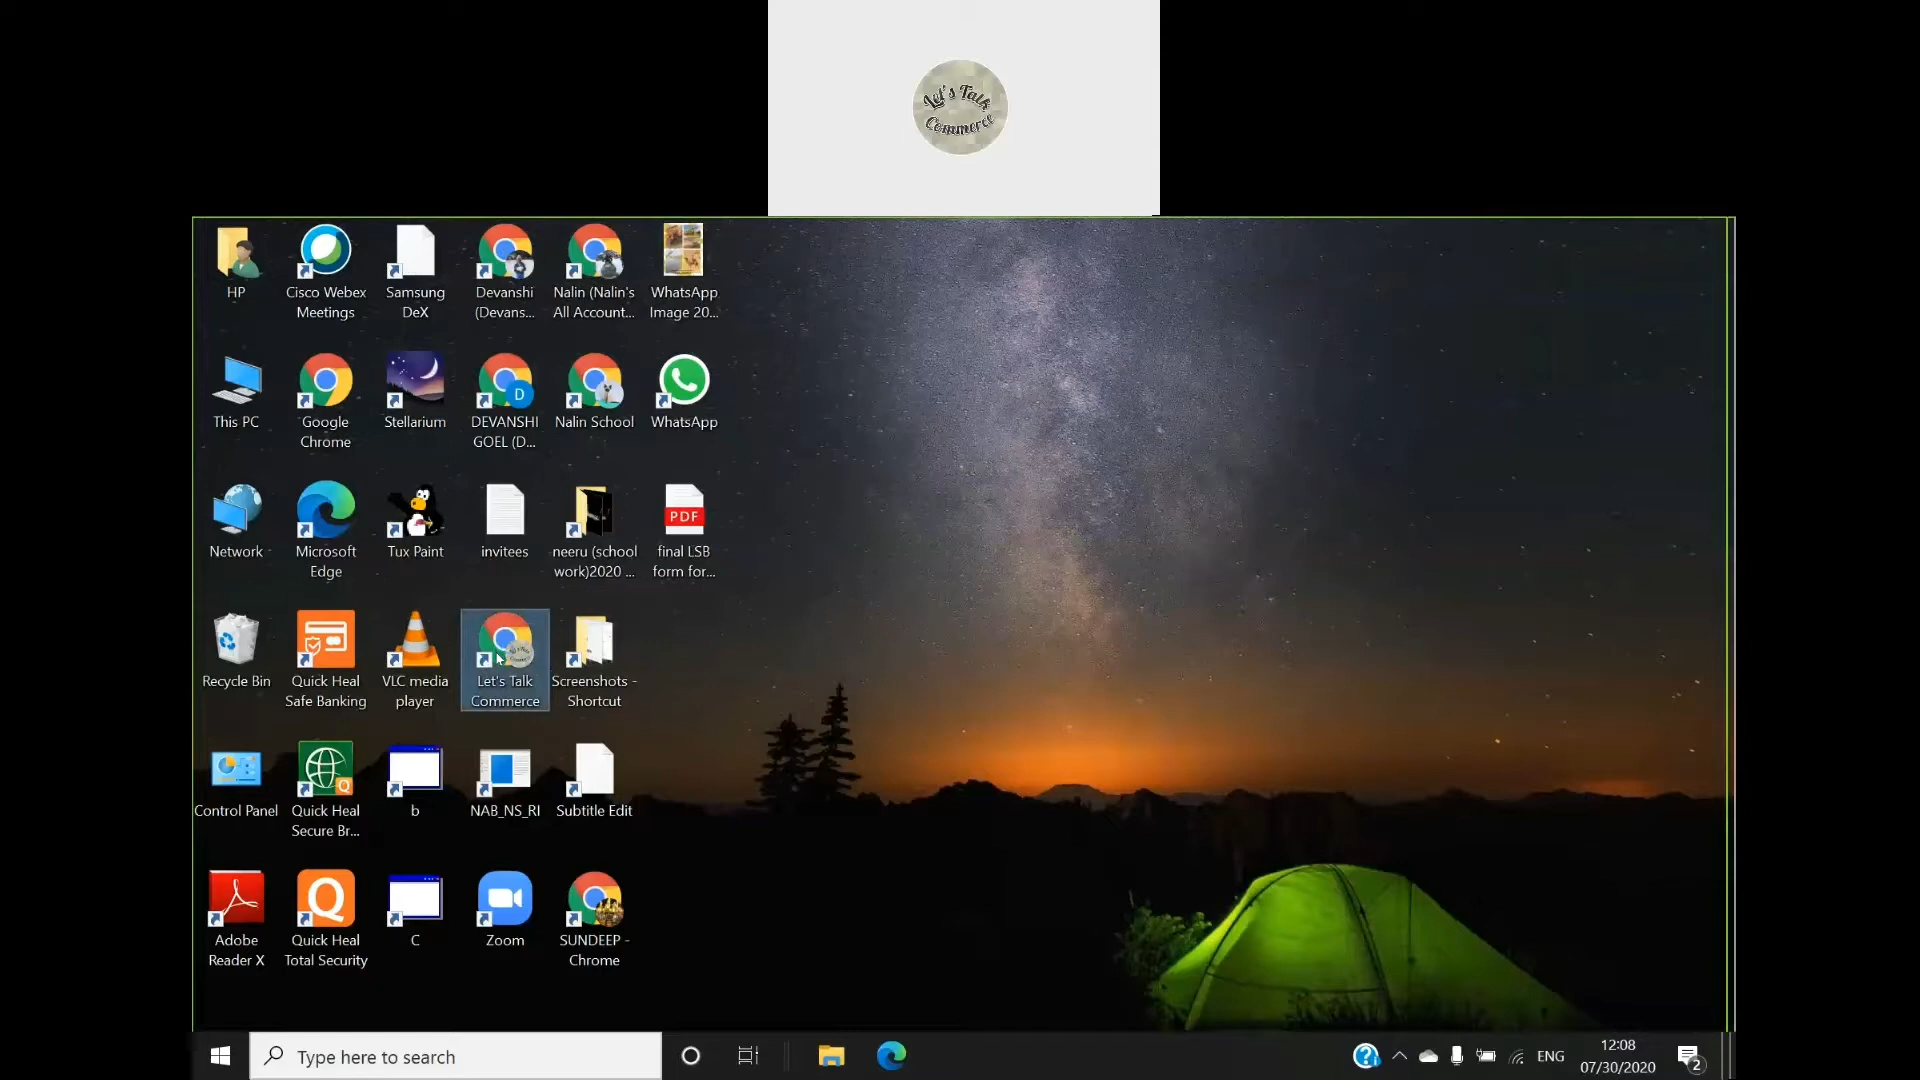 Let's Talk
Commerce
HP
Cisco Webex
Meetings
Samsung
DeX
Devanshi
(Devans...
Nalin (Nalin's
All Account...
WhatsApp
Image 20...
This PC
Google
Chrome
Stellarium
D
DEVANSHI
GOEL (D...
Nalin School
WhatsApp
Network
Microsoft
Edge
Tux Paint
invitees
neeru (school
work)2020 ...
PDF
final LSB
form for...
Recycle Bin
Quick Heal
Safe Banking
VLC media
player
Let's Talk
Commerce
Screenshots -
Shortcut
Control Panel
Q
Quick Heal
Secure Br...
b
NAB_NS_RI
Subtitle Edit
Adobe
Reader X
Q
Quick Heal
Total Security
C
Zoom
SUNDEEP -
Chrome
Type here to search
ENG
12:08
07/30/2020
2